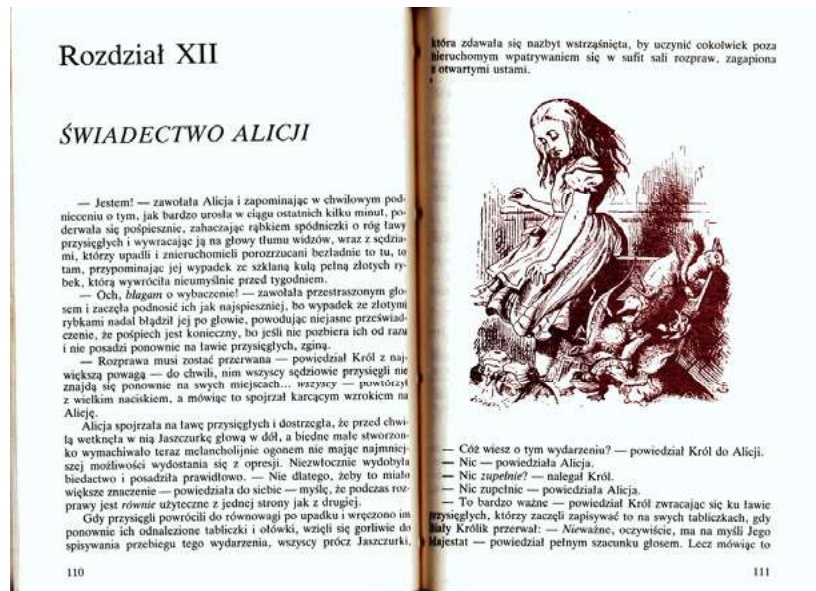 Rozdział XII
ŚWIADECTWO ALICJI
— Jestem! — zawołała Alicja i zapominając w chwilowym pod-
nieceniu o tym, jak bardzo urosła w ciągu ostatnich kilku minut, po-
derwała się pośpiesznie, zahaczając rąbkiem spódniczki o róg ławy
przysięgłych i wywracając ją na głowy tłumu widzów, wraz z sędzia-
mi, którzy upadli i znieruchomieli porozrzucani bezładnie to tu, to
tam, przypominając jej wypadek ze szklaną kulą pełną złotych ry-
bek, którą wywróciła nieumyślnie przed tygodniem.
— Och, błagam o wybaczenie! — zawołała przestraszonym gło-
sem i zaczęła podnosić ich jak najspieszniej, bo wypadek ze złotymi
rybkami nadal błądził jej po głowie, powodując niejasne przeświad-
czenie, że pośpiech jest konieczny, bo jeśli nie pozbiera ich od razu
i nie posadzi ponownie na ławie przysięgłych, zginą.
— Rozprawa musi zostać przerwana — powiedział Król z naj-
większą powagą — do chwili, nim wszyscy sędziowie przysięgli nie
znajdą się ponownie na swych miejscach... wszyscy — powtórzył
z wielkim naciskiem, a mówiąc to spojrzał karcącym wzrokiem na
Alicję.
Alicja spojrzała na ławę przysięgłych i dostrzegła, że przed chwi-
lą wetknęła w nią Jaszczurkę głową w dół, a biedne małe stworzon-
ko wymachiwało teraz melancholijnie ogonem nie mając najmniej-
szej możliwości wydostania się z opresji. Niezwłocznie wydobyła
biedactwo i posadziła prawidłowo. — Nie dlatego, żeby to miało
większe znaczenie — powiedziała do siebie — myślę, że podczas roz-
prawy jest równie użyteczne z jednej strony jak z drugiej.
Gdy przysięgli powrócili do równowagi po upadku i wręczono im
ponownie ich odnalezione tabliczki i ołówki, wzięli się gorliwie do
spisywania przebiegu tego wydarzenia, wszyscy prócz Jaszczurki,
110
która zdawała się nazbyt wstrząśnięta, by uczynić cokolwiek poza
nieruchomym wpatrywaniem się w sufit sali rozpraw, zagapiona
z otwartymi ustami.
— Cóż wiesz o tym wydarzeniu? — powiedział Król do Alicji.
— Nic — powiedziała Alicja.
— Nic zupełnie? — nalegał Król.
— Nic zupełnie — powiedziała Alicja.
— To bardzo ważne — powiedział Król zwracając się ku ławie
przysięgłych, którzy zaczęli zapisywać to na swych tabliczkach, gdy
Biały Królik przerwał: — Nieważne, oczywiście, ma na myśli Jego
Majestat — powiedział pełnym szacunku głosem. Lecz mówiąc to
111